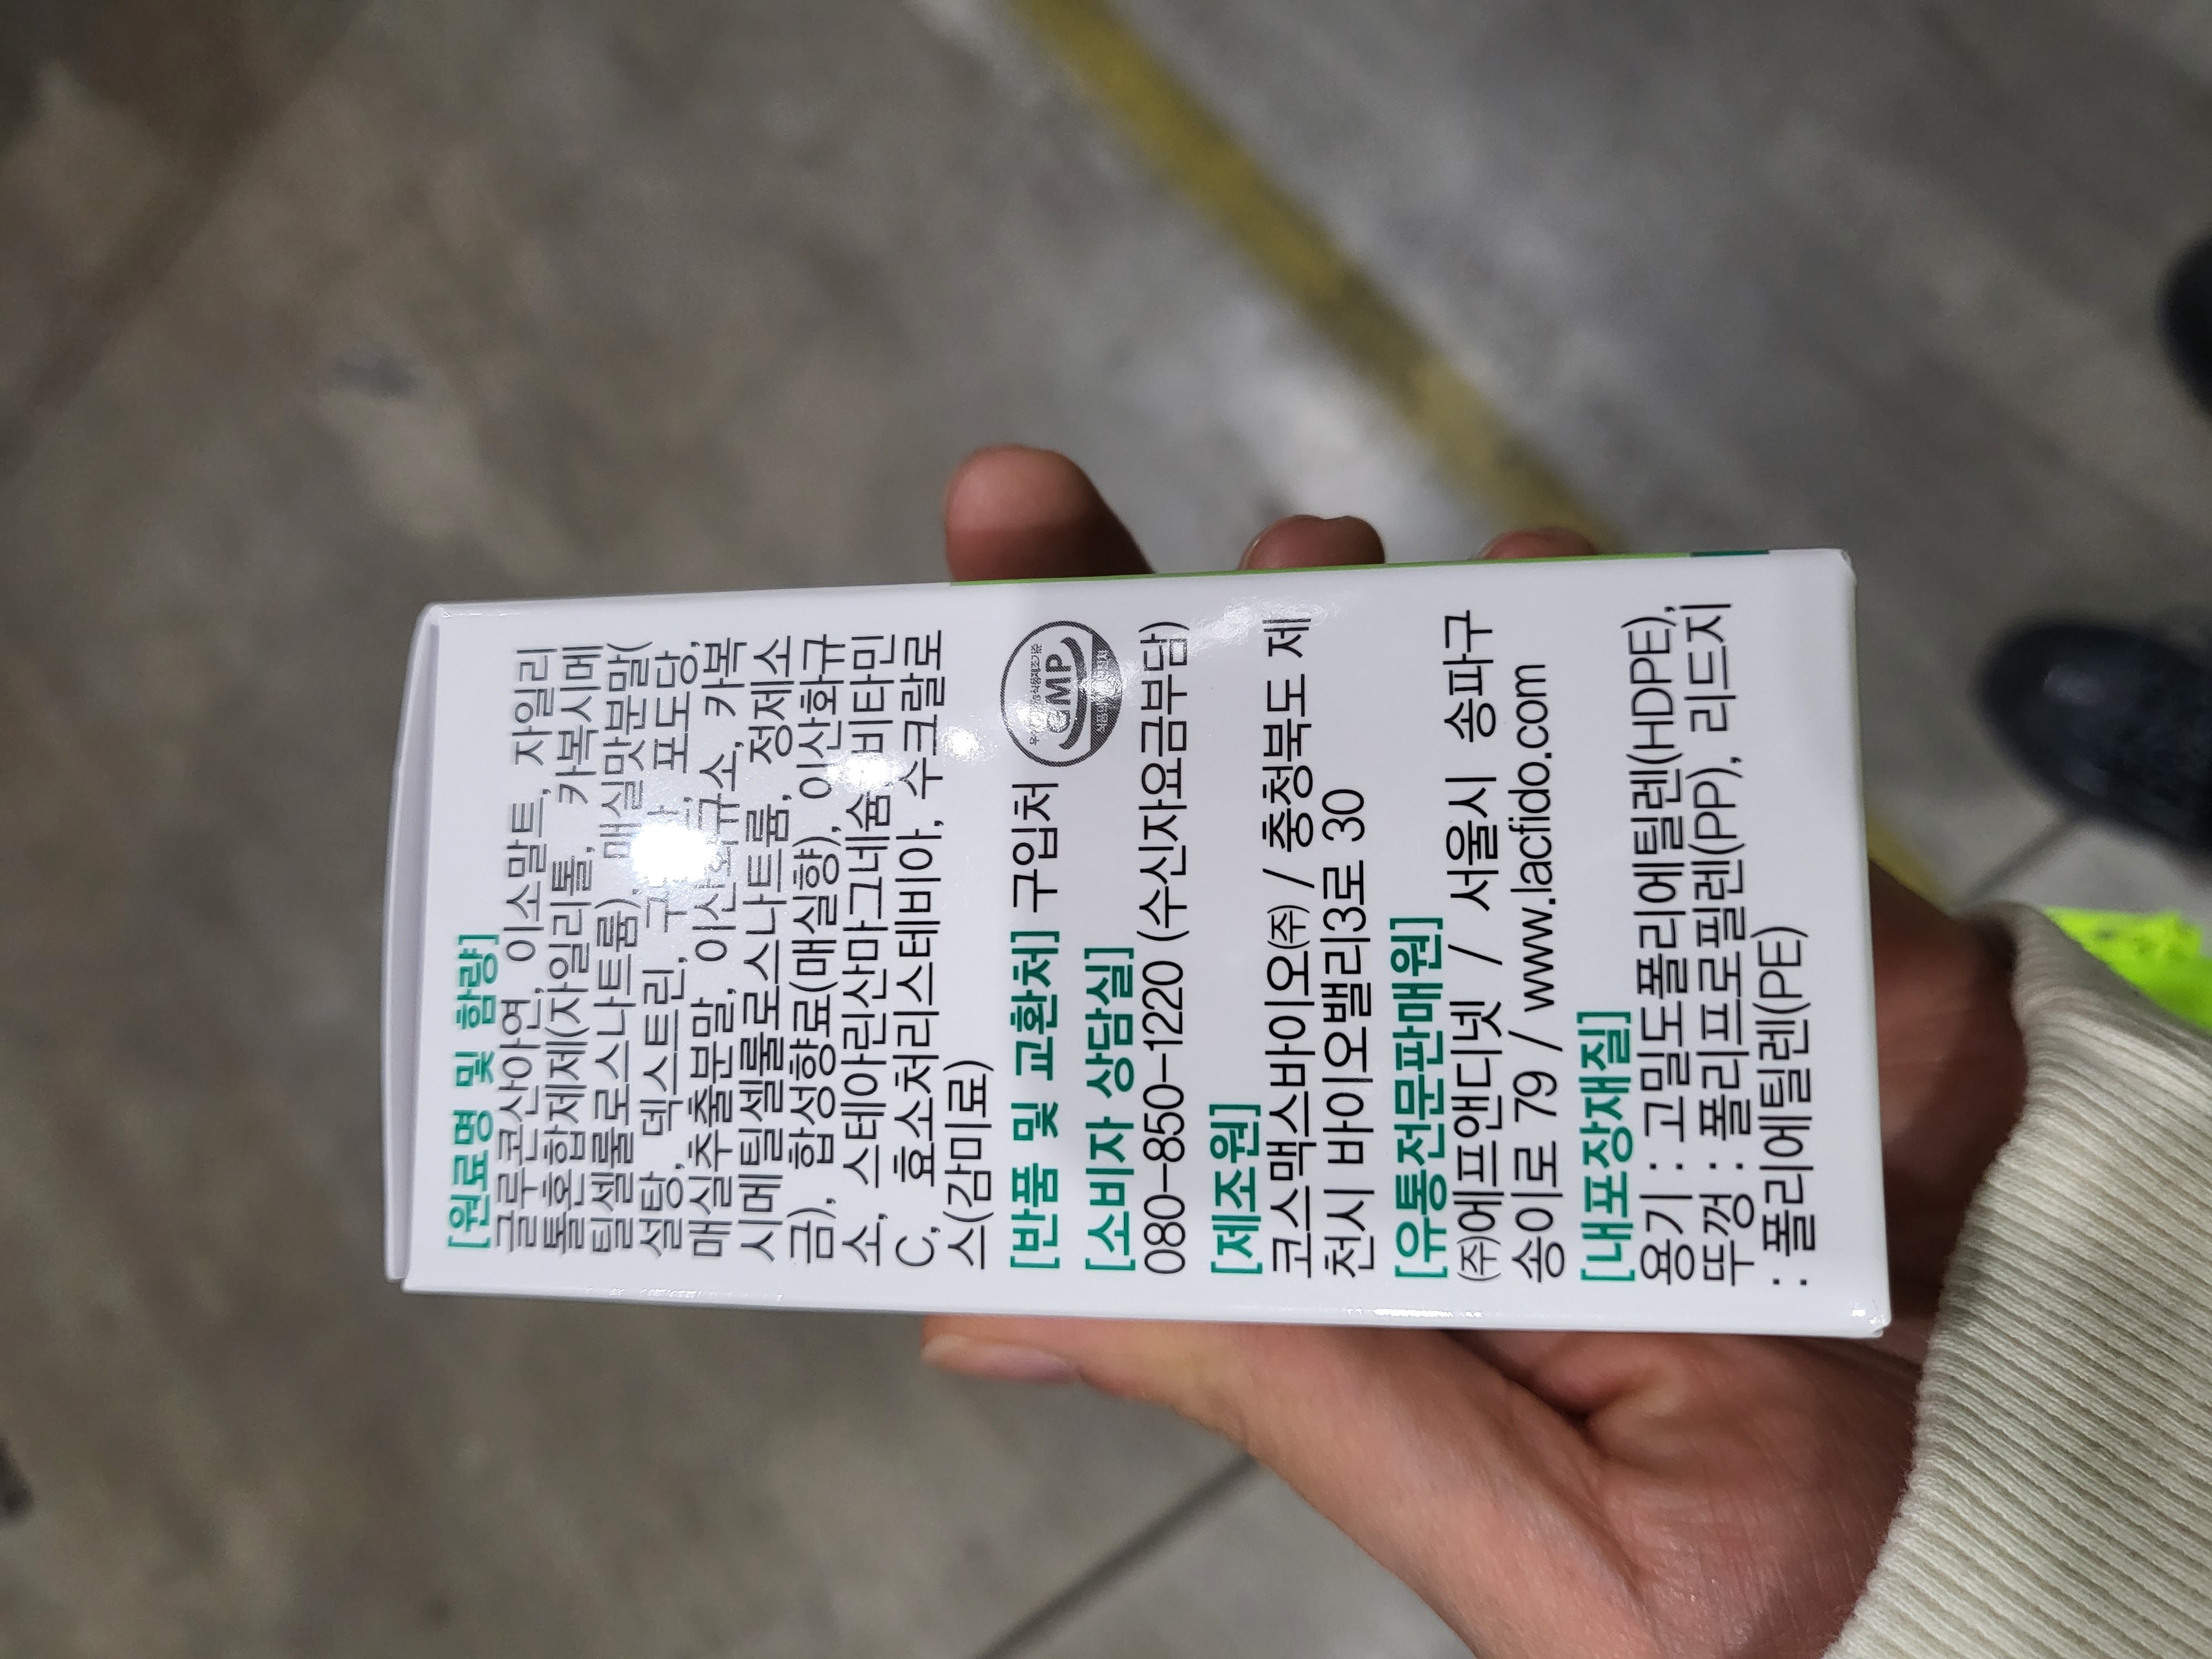 [원료명 및 함량]
글루콘산아연, 이소말트, 자일리
톨혼합제제(자일리톨, 카복시메
틸셀룰로스나트륨), 매실맛분말(
설탕, 덱스트린, 포도당,
매실추출분말, 이산화규소, 카복
시메틸셀룰로스나트륨, 정제소
금), 합성향료(매실향), 이산화규
소, 스테아린산마그네슘, 비타민
C, 효소처리스테비아, 수크랄로
스(감미료)
[반품 및 교환처] 구입처
GMP
[소비자 상담실]
080-850-1220 (수신자요금부담)
[제조원]
코스맥스바이오(주) / 충청북도 제
천시 바이오밸리3로 30
[유통전문판매원]
(주)에프앤디넷 / 서울시 송파구
송이로 79 / www.lacfido.com
[내포장재질]
용기 : 고밀도폴리에틸렌(HDPE),
뚜껑 : 폴리프로필렌(PP), 리드지
: 폴리에틸렌(PE)